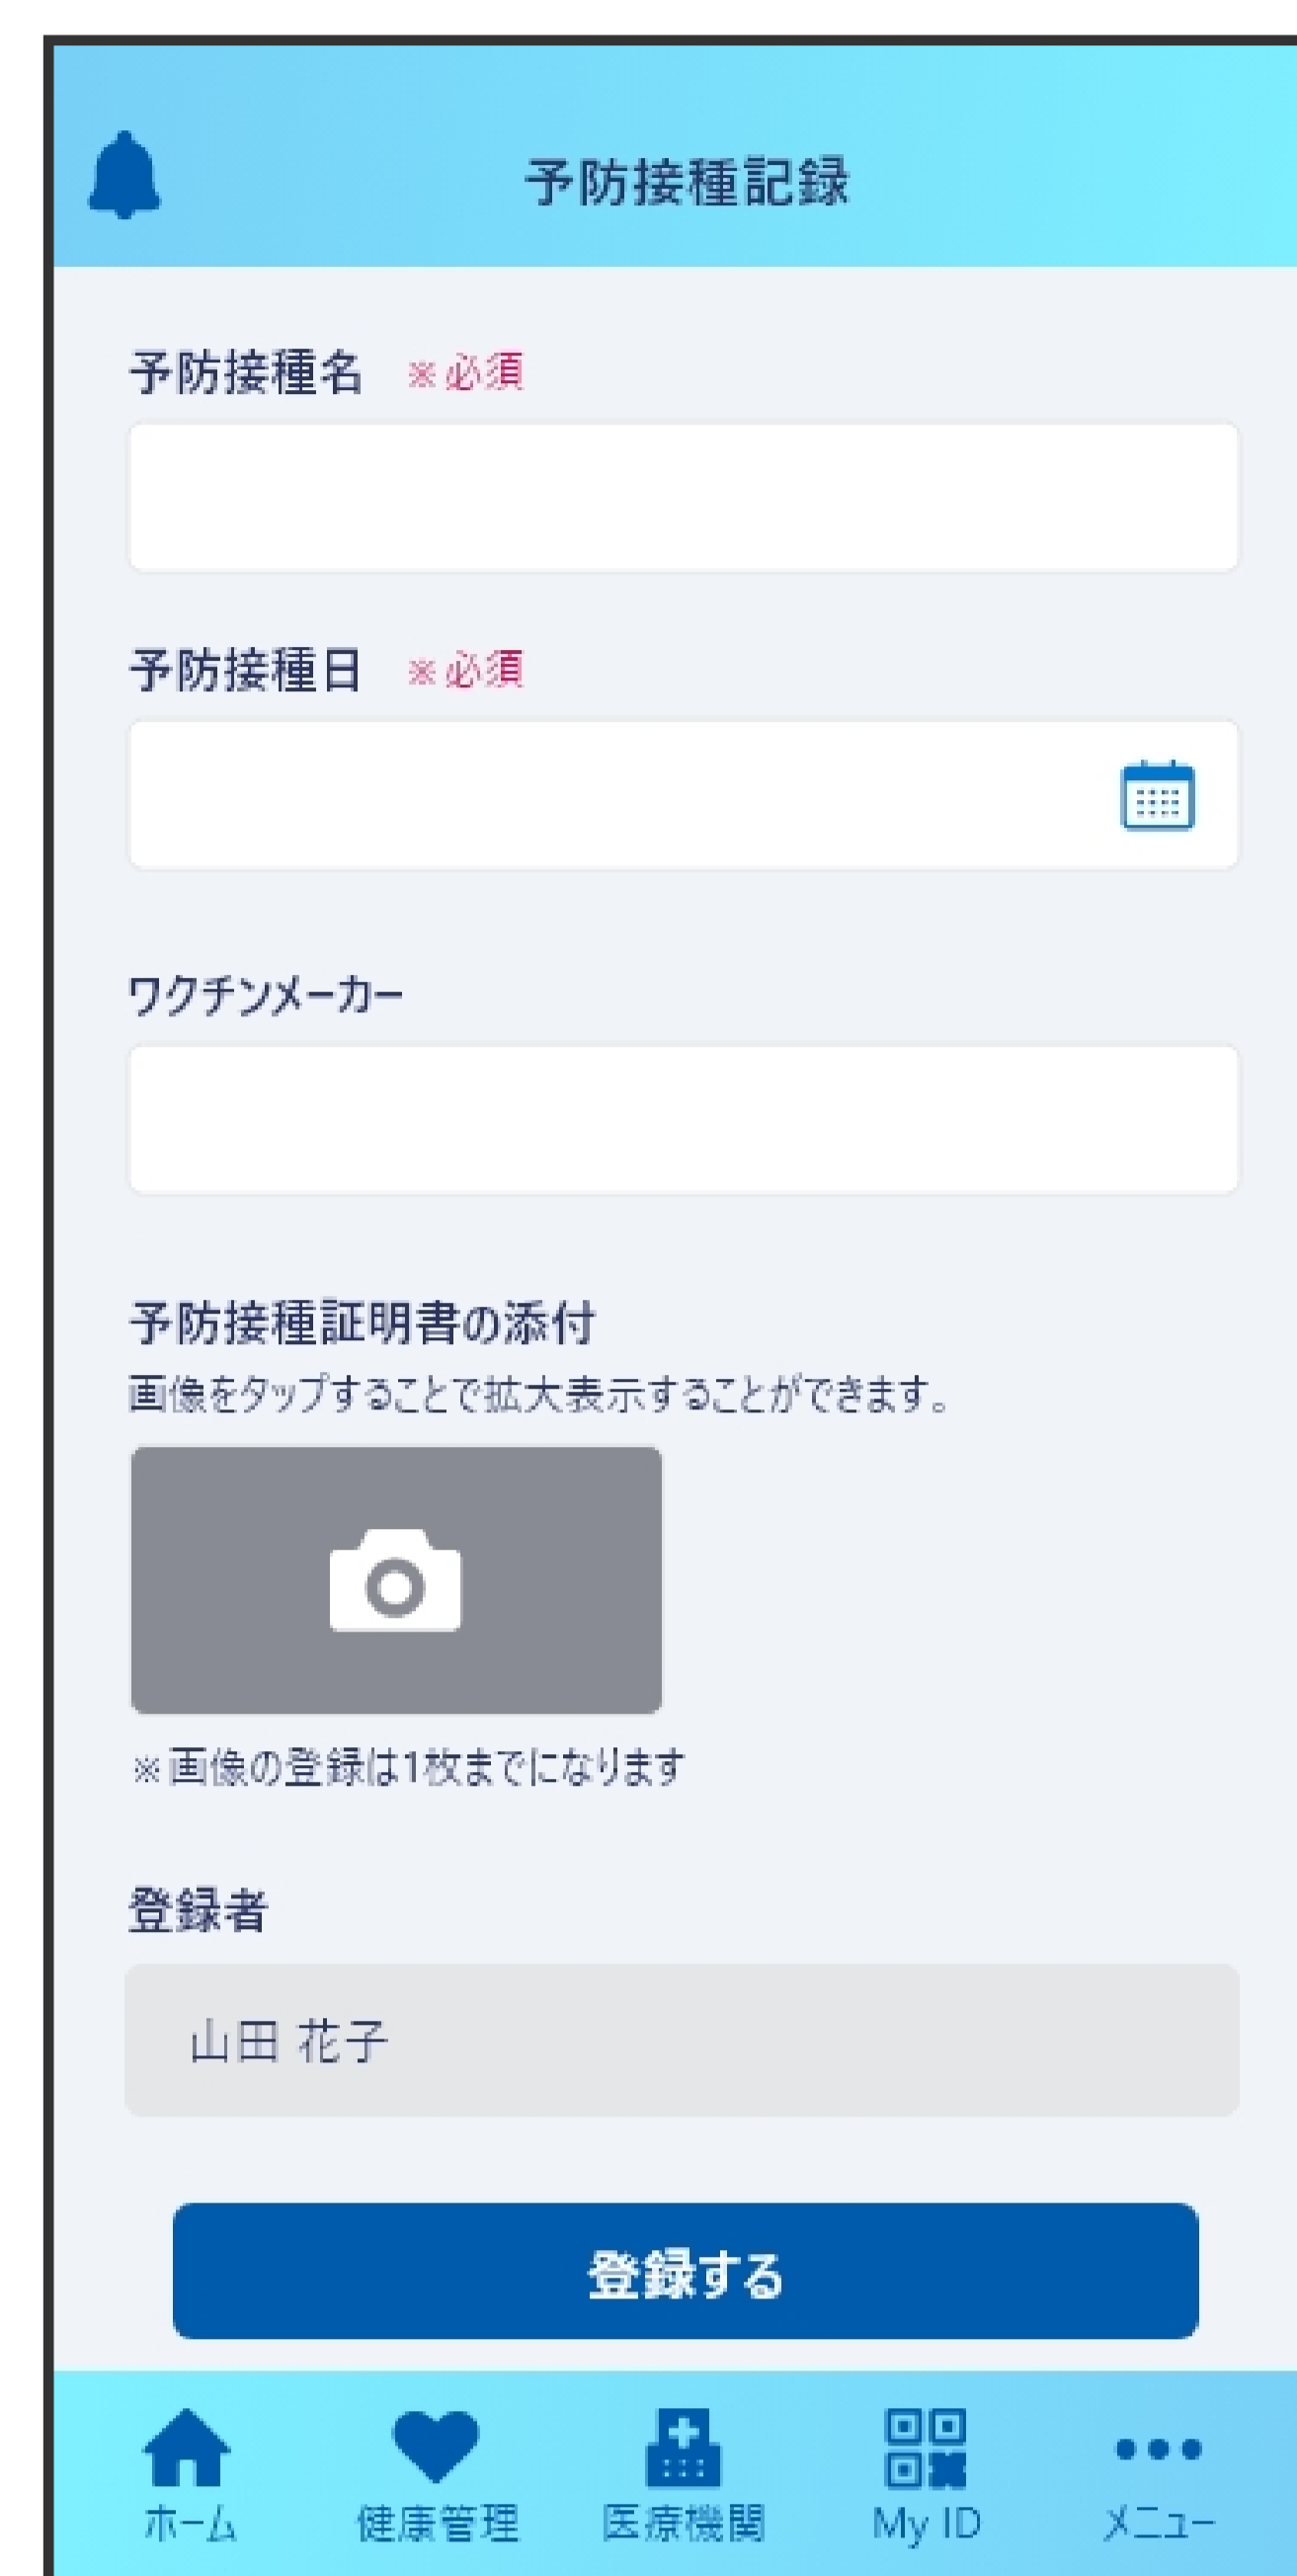 予防接種記録
予防接種名 ※必須
予防接種日 ※必須
ワクチンメーカー
予防接種証明書の添付
画像をタップすることで拡大表示することができます。
※画像の登録は1枚までになります
登録者
山田 花子
登録する
ホーム 健康管理 医療機関 My ID メニュー